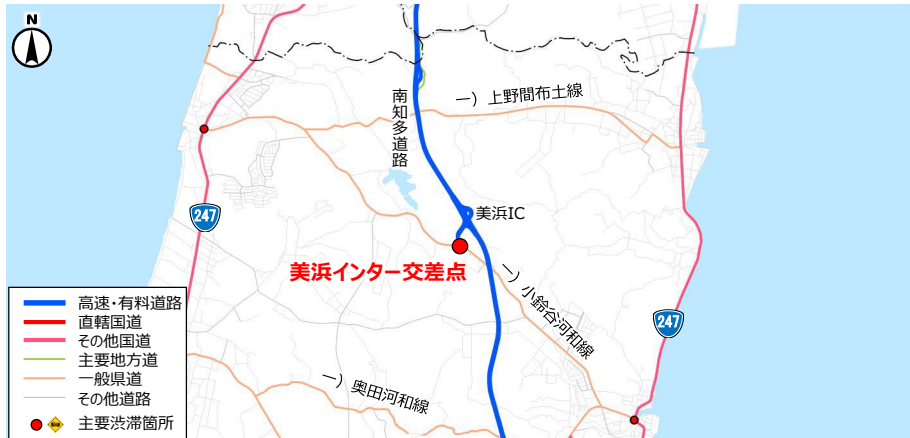 N
一）上野間布土線
南知多道路
美浜IC
247
美浜インター交差点
一）小鈴谷河和線
247
一）奥田河和線
高速・有料道路
直轄国道
その他国道
主要地方道
一般県道
その他道路
主要渋滞箇所